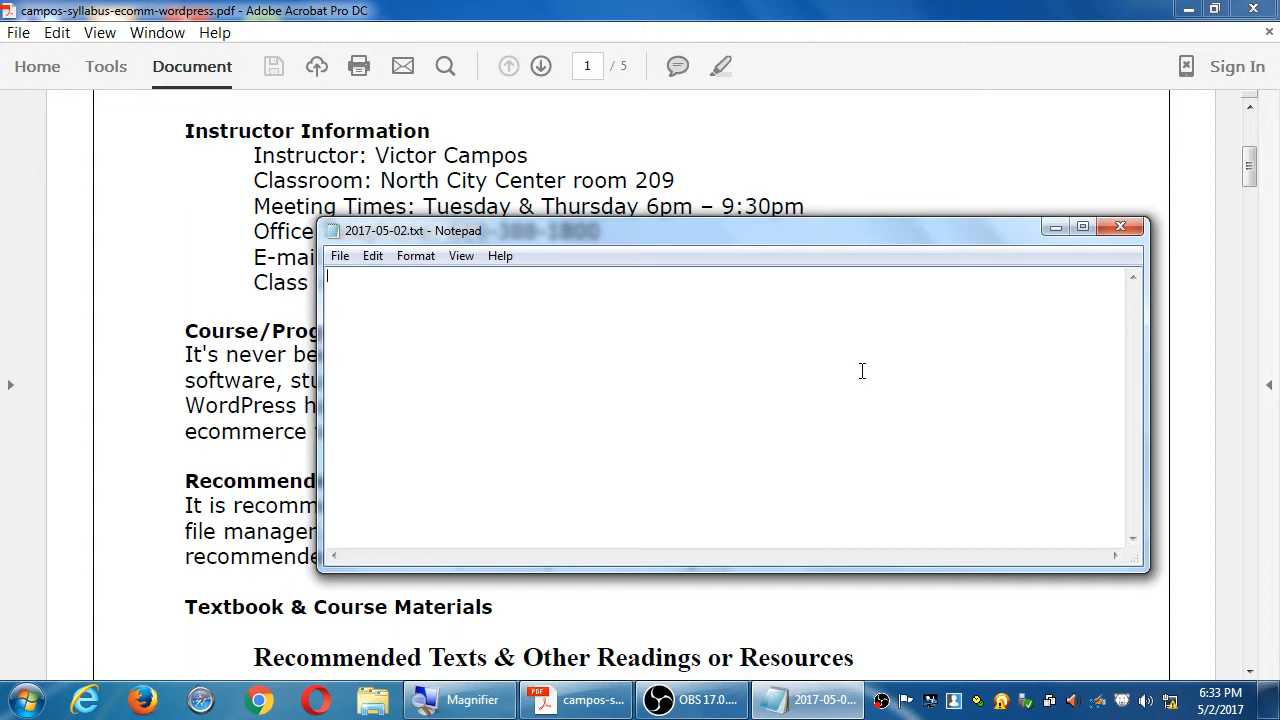 campos-syllabus-ecomm-wordpress.pdf - Adobe Acrobat Pro DC
File Edit View Window Help
Home Tools Document 1 / 5 Sign In
Instructor Information
Instructor: Victor Campos
Classroom: North City Center room 209
Meeting Times: Tuesday & Thursday 6pm – 9:30pm
Office
E-mai
Class
2017-05-02.txt - Notepad
File Edit Format View Help
Course/Prog
It's never be
software, stu
WordPress h
ecommerce
Recommend
It is recomm
file manager
recommende
Textbook & Course Materials
Recommended Texts & Other Readings or Resources
Magnifier
campos-s...
OBS 17.0....
2017-05-0...
6:33 PM
5/2/2017